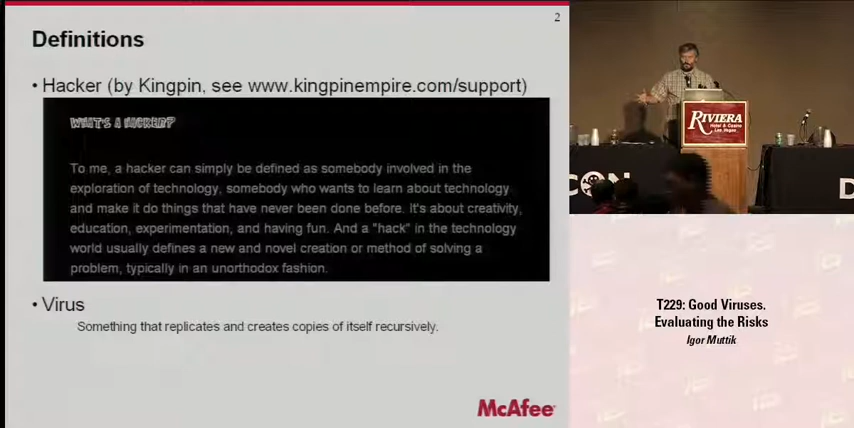 2
Definitions
• Hacker (by Kingpin, see www.kingpinempire.com/support)
WHAT'S A HACKER?
To me, a hacker can simply be defined as somebody involved in the
exploration of technology, somebody who wants to learn about technology
and make it do things that have never been done before. It's about creativity,
education, experimentation, and having fun. And a "hack" in the technology
world usually defines a new and novel creation or method of solving a
problem, typically in an unorthodox fashion.
• Virus
Something that replicates and creates copies of itself recursively.
McAfee
RIVIERA
Hotel & Casino
Las Vegas
CON
D
T229: Good Viruses.
Evaluating the Risks
Igor Muttik